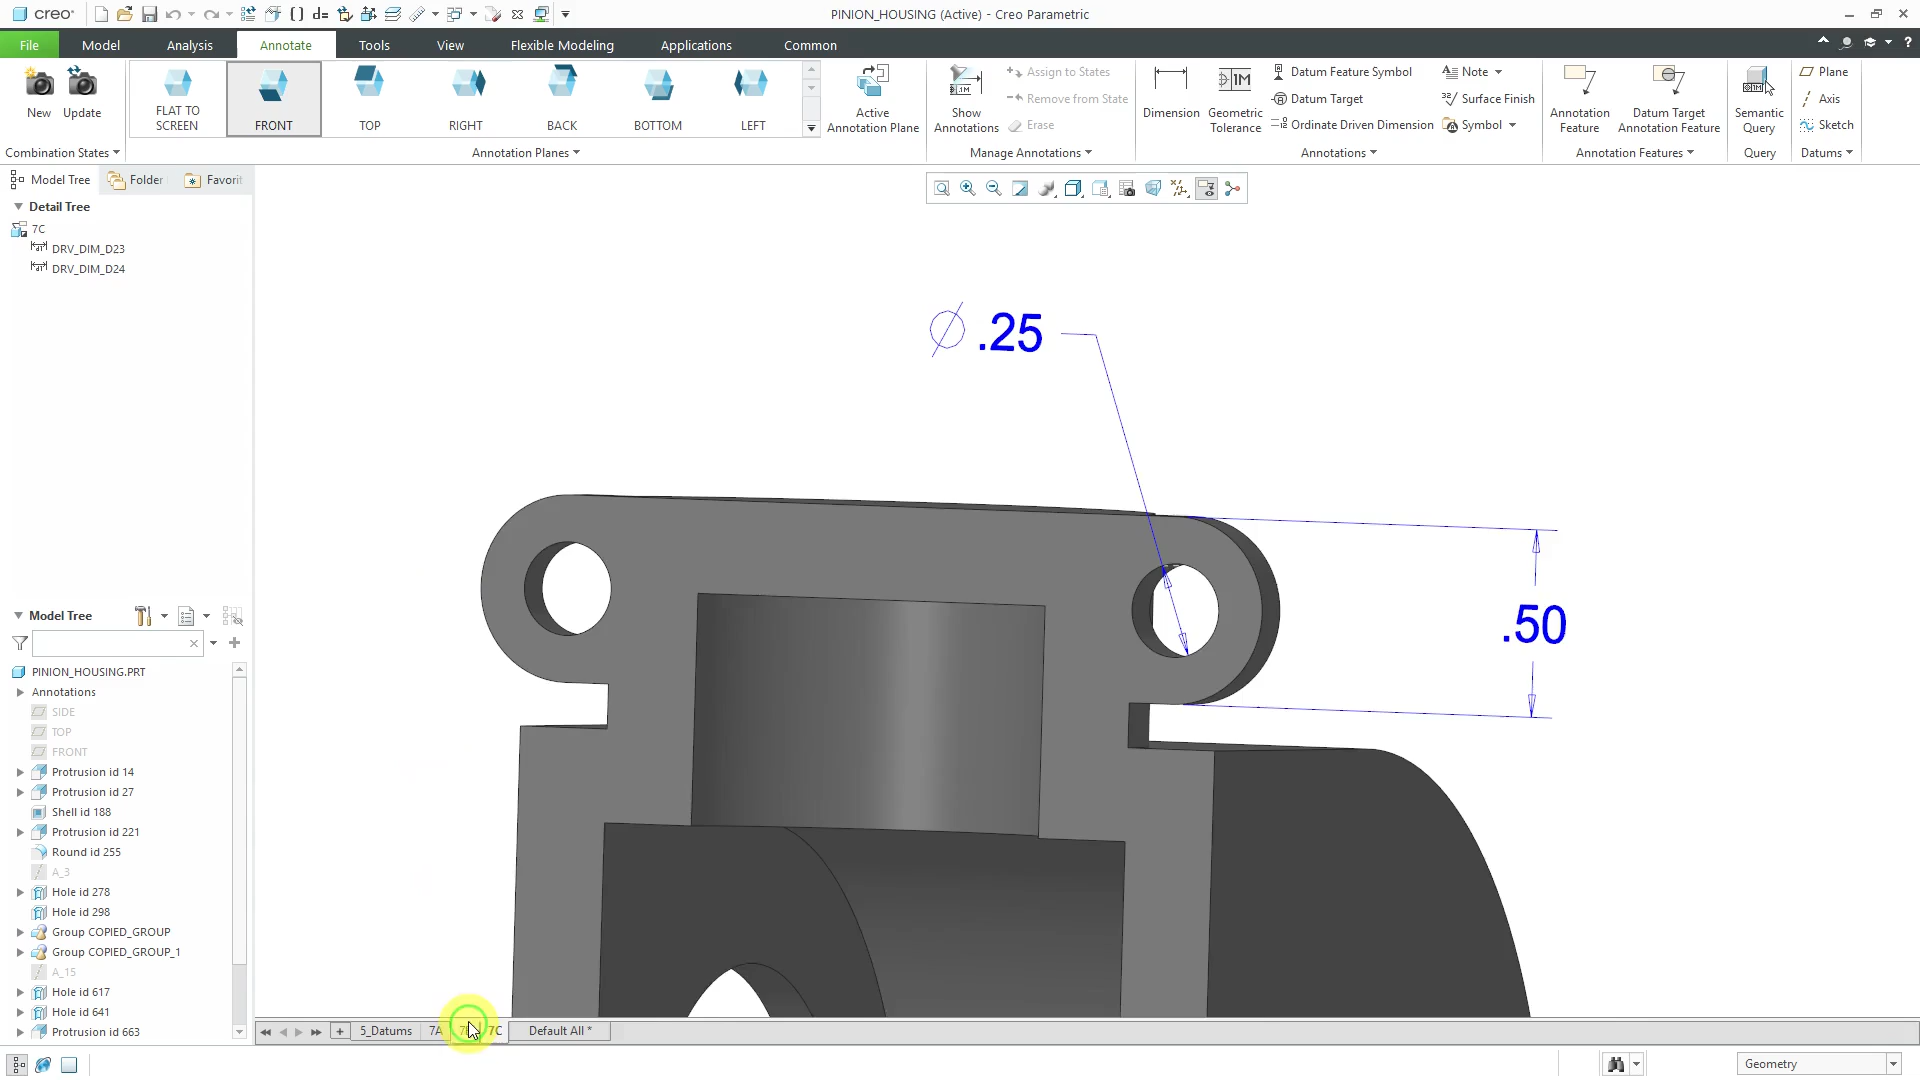 creo
PINION_HOUSING (Active) - Creo Parametric
File
Model
Analysis
Annotate
Tools
View
Flexible Modeling
Applications
Common
New
Update
FLAT TO
SCREEN
FRONT
TOP
RIGHT
BACK
BOTTOM
LEFT
Active
Annotation Plane
Show
Annotations
Assign to States
Remove from State
Erase
Dimension
Geometric
Tolerance
Datum Feature Symbol
Datum Target
Ordinate Driven Dimension
Note
Surface Finish
Symbol
Annotation
Feature
Datum Target
Annotation Feature
Semantic
Query
Plane
Axis
Sketch
Combination States
Annotation Planes
Manage Annotations
Annotations
Annotation Features
Query
Datums
Model Tree
Folder
Favorit
Detail Tree
7C
DRV_DIM_D23
DRV_DIM_D24
Ø .25
.50
Model Tree
PINION_HOUSING.PRT
Annotations
SIDE
TOP
FRONT
Protrusion id 14
Protrusion id 27
Shell id 188
Protrusion id 221
Round id 255
A_3
Hole id 278
Hole id 298
Group COPIED_GROUP
Group COPIED_GROUP_1
A_15
Hole id 617
Hole id 641
Protrusion id 663
5_Datums
7A
7C
Default All *
Geometry